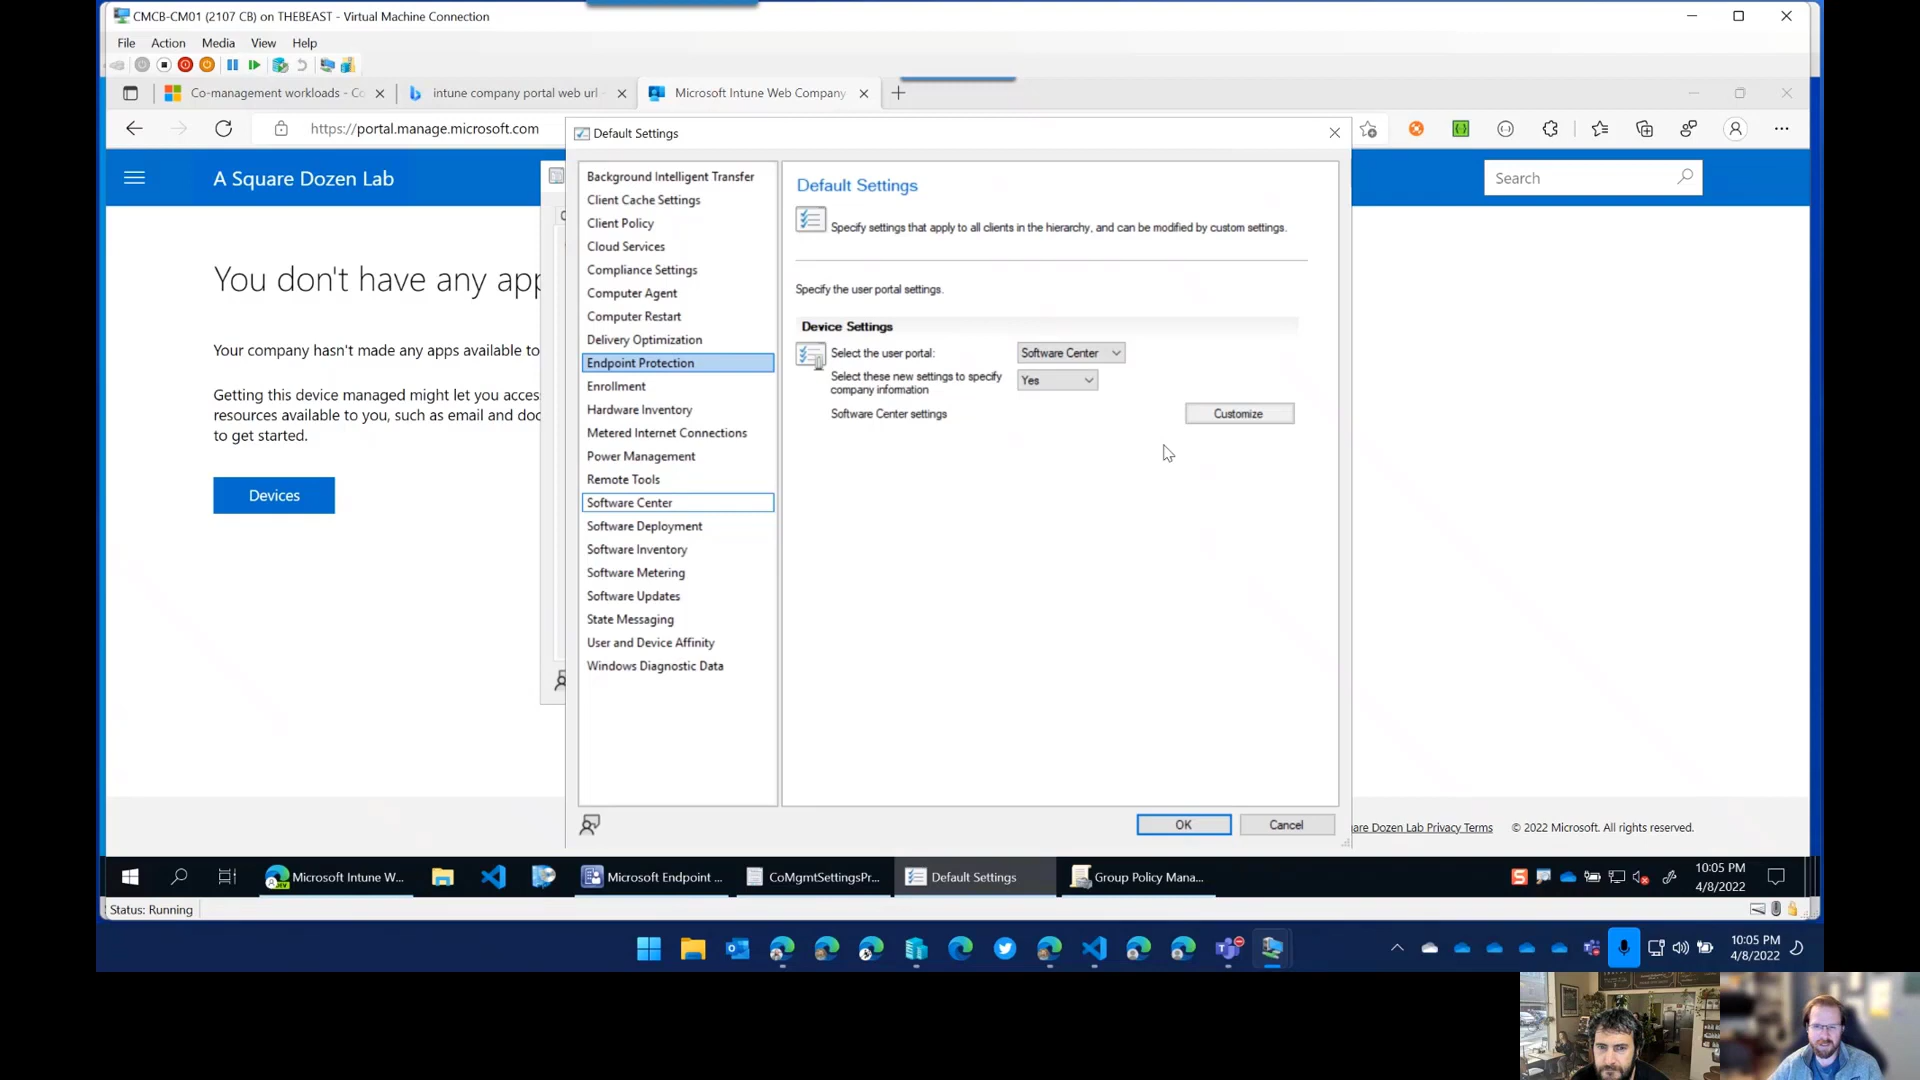 CMCB-CM01 (2107 CB) on THEBEAST - Virtual Machine Connection
File Action Media View Help
Co-management workloads - Co
intune company portal web url
Microsoft Intune Web Company
https://portal.manage.microsoft.com
A Square Dozen Lab
Search
You don't have any app
Your company hasn't made any apps available to
Getting this device managed might let you acces
resources available to you, such as email and doc
to get started.
Devices
Default Settings
Background Intelligent Transfer
Client Cache Settings
Client Policy
Cloud Services
Compliance Settings
Computer Agent
Computer Restart
Delivery Optimization
Endpoint Protection
Enrollment
Hardware Inventory
Metered Internet Connections
Power Management
Remote Tools
Software Center
Software Deployment
Software Inventory
Software Metering
Software Updates
State Messaging
User and Device Affinity
Windows Diagnostic Data
Default Settings
Specify settings that apply to all clients in the hierarchy, and can be modified by custom settings.
Specify the user portal settings.
Device Settings
Select the user portal: Software Center
Select these new settings to specify
company information
Yes
Software Center settings
Customize
OK
Cancel
are Dozen Lab Privacy Terms
© 2022 Microsoft. All rights reserved.
Microsoft Intune W...
Microsoft Endpoint ...
CoMgmtSettingsPr...
Default Settings
Group Policy Mana...
10:05 PM
4/8/2022
Status: Running
10:05 PM
4/8/2022